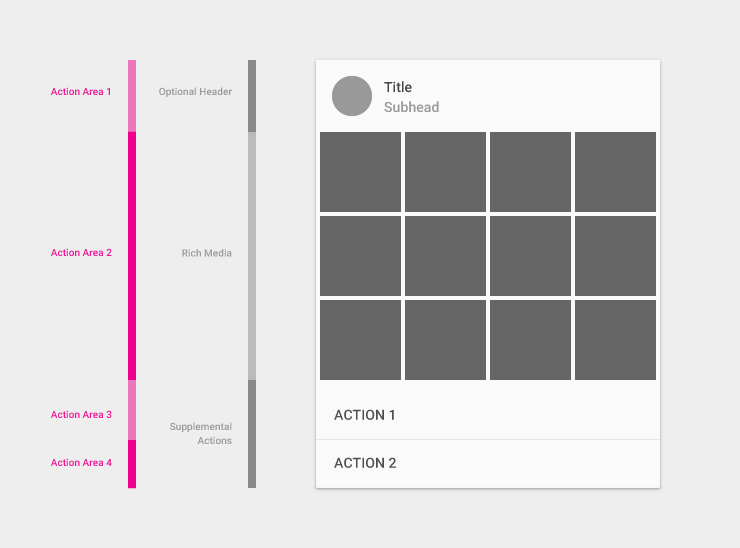 Action Area 1
Optional Header
Title
Subhead
Action Area 2
Rich Media
Action Area 3
Supplemental
Actions
Action Area 4
ACTION 1
ACTION 2